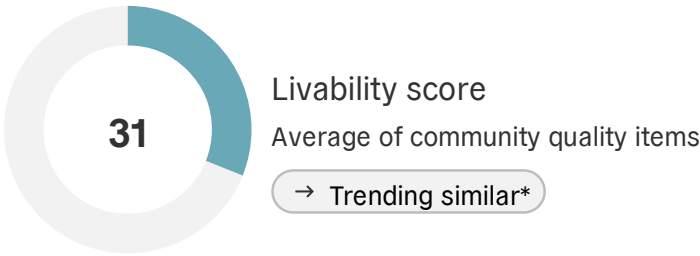 31
Livability score
Average of community quality items
→ Trending similar*